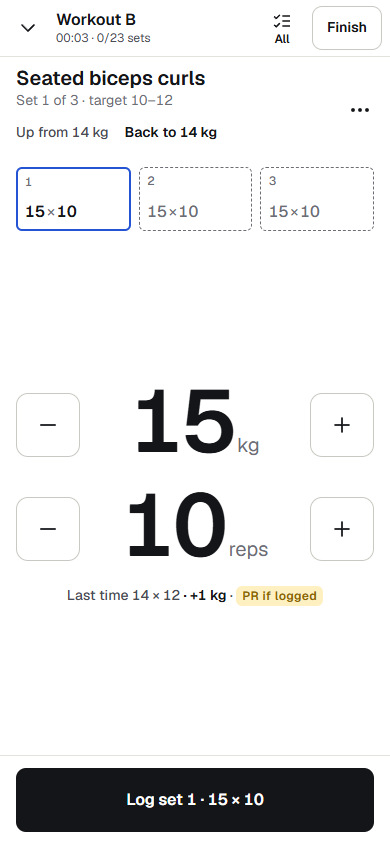 Workout B
00:03 · 0/23 sets
All
Finish
Seated biceps curls
Set 1 of 3 · target 10–12
Up from 14 kg Back to 14 kg
1 2 3
15×10 15×10 15×10
− 15 kg +
− 10 reps +
Last time 14 × 12 · +1 kg · PR if logged
Log set 1 · 15 × 10